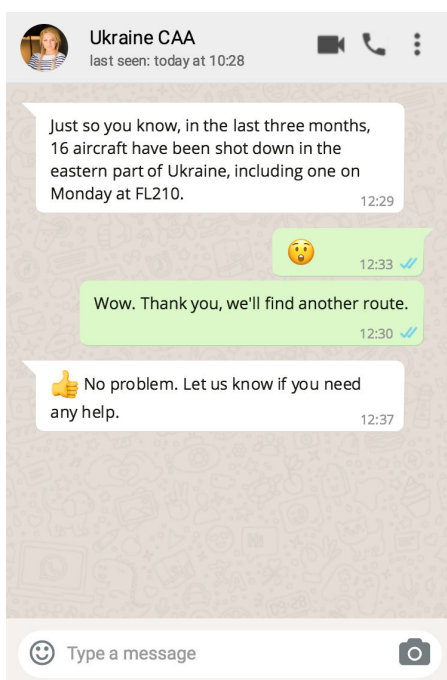 Ukraine CAA
last seen: today at 10:28
Just so you know, in the last three months,
16 aircraft have been shot down in the
eastern part of Ukraine, including one on
Monday at FL210.
12:29
😲
12:33
Wow. Thank you, we'll find another route.
12:30
👍 No problem. Let us know if you need
any help.
12:37
Type a message